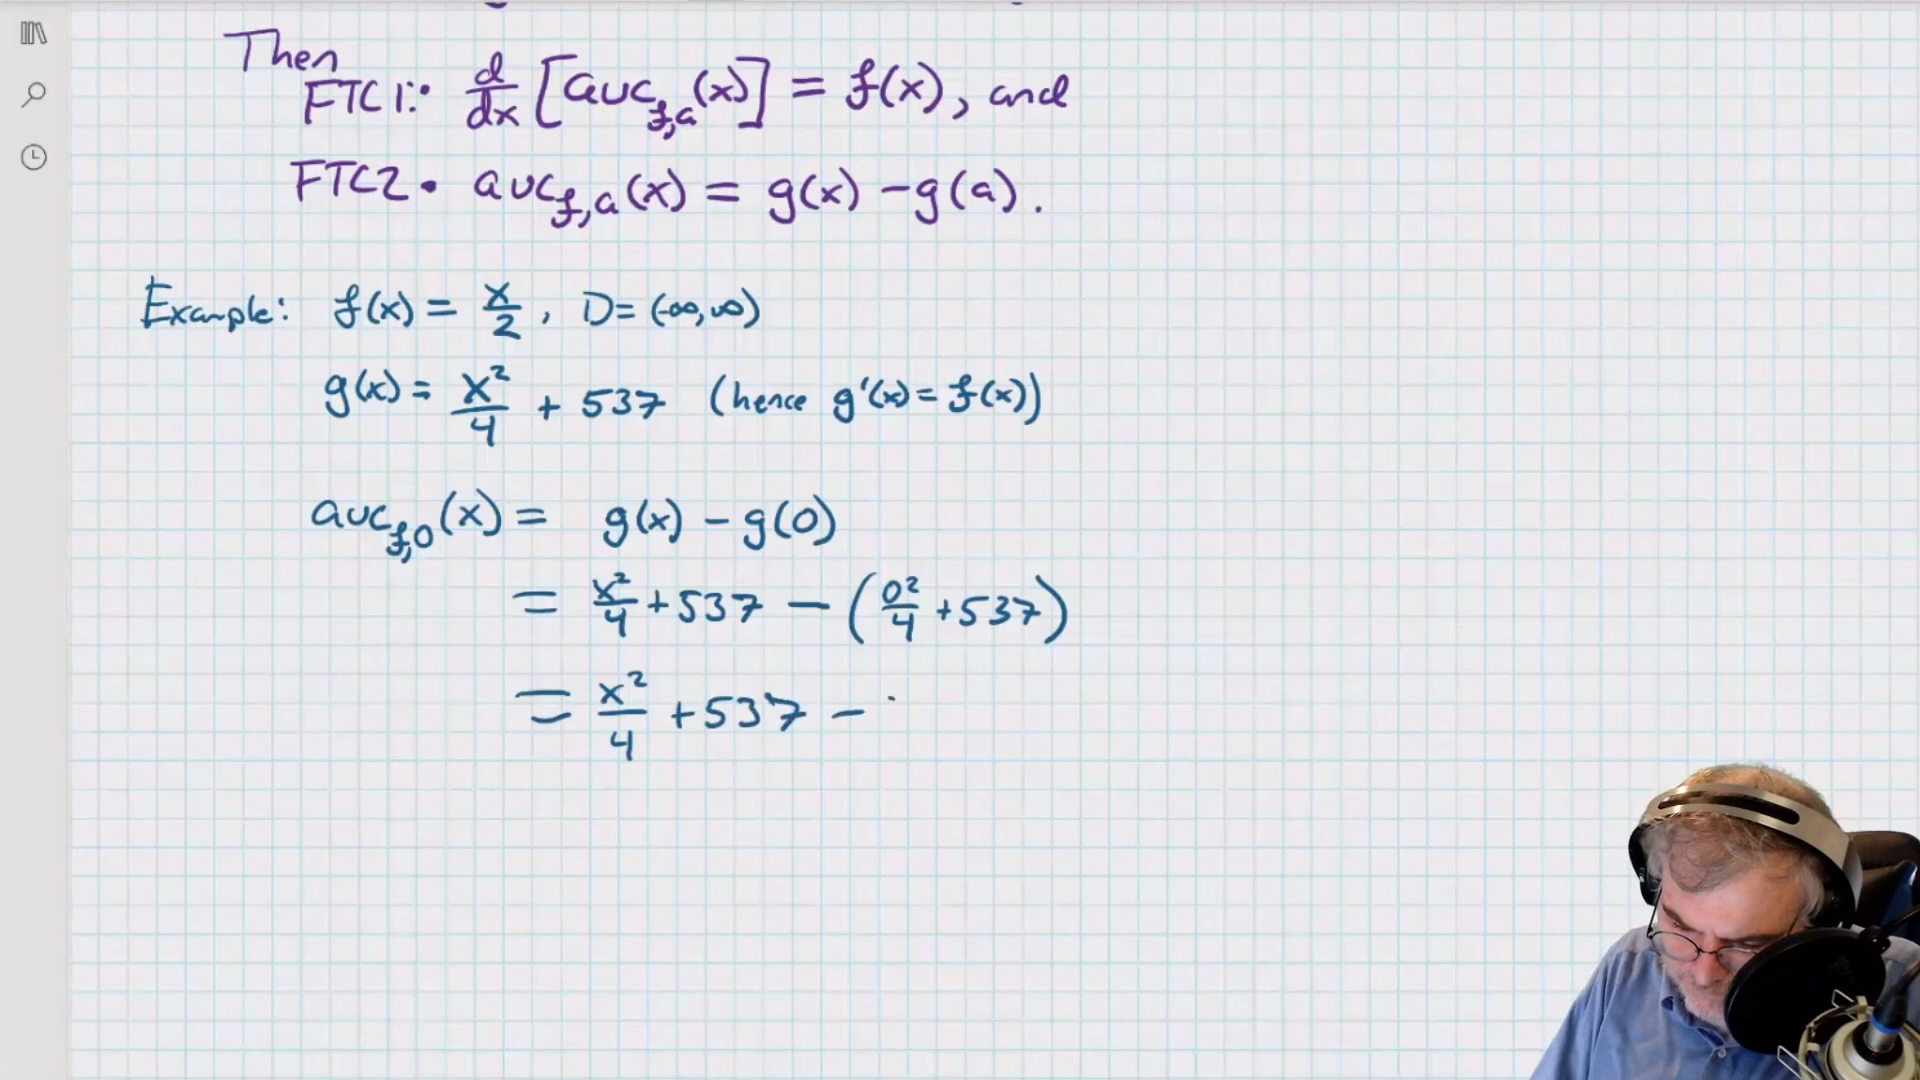 Then
FTC1: • d/dx [auc_{f,a}(x)] = f(x), and
FTC2 • auc_{f,a}(x) = g(x) - g(a).
Example: f(x) = x/2, D = (-∞,∞)
g(x) = x²/4 + 537 (hence g'(x) = f(x))
auc_{f,0}(x) = g(x) - g(0)
= x²/4 + 537 - (0²/4 + 537)
= x²/4 + 537 -